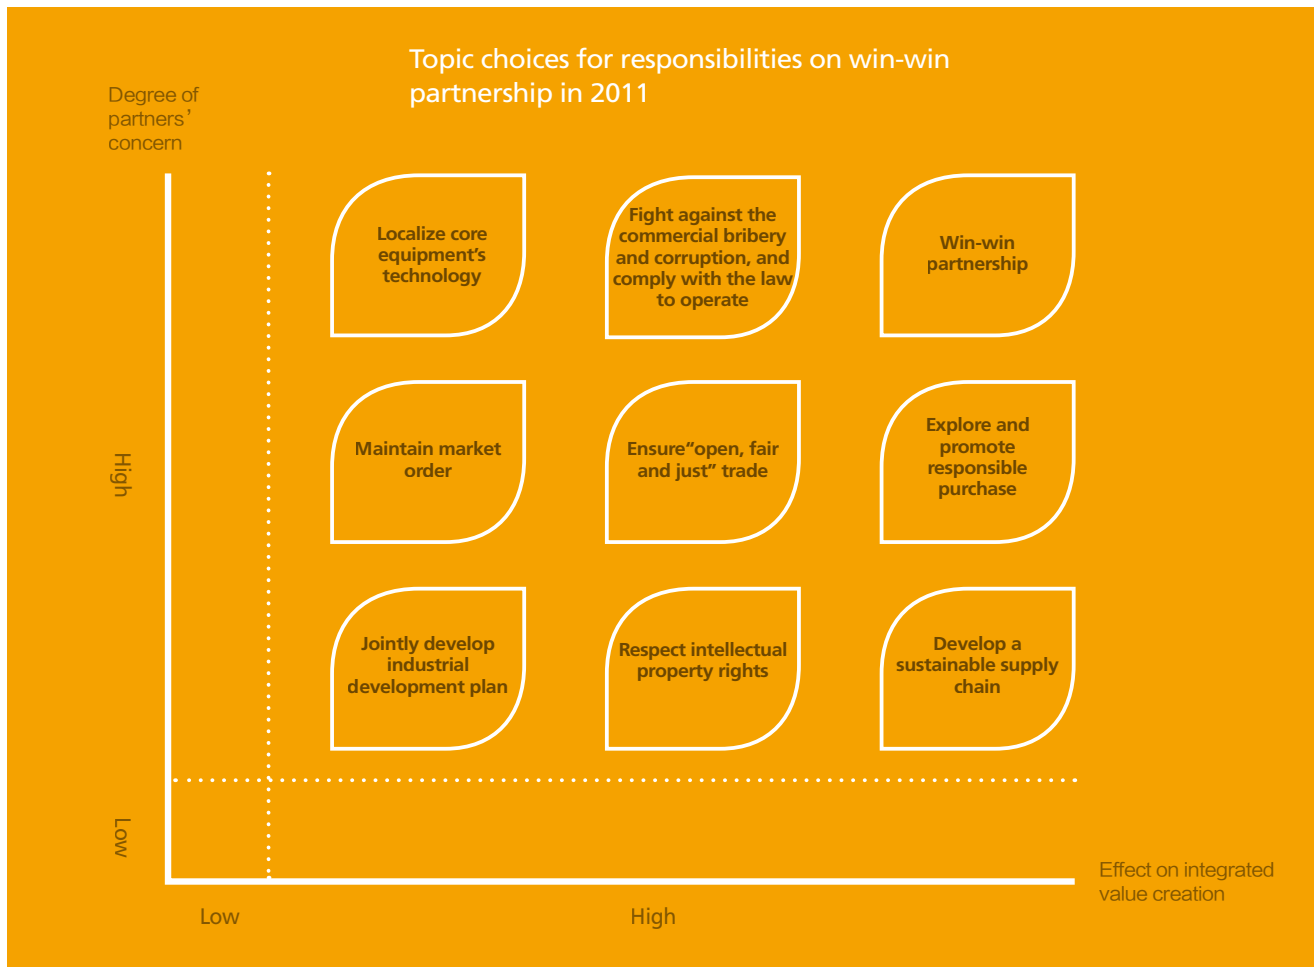 Topic choices for responsibilities on win-win
partnership in 2011
Degree of
partners’
concern
Localize core
equipment's
technology
Fight against the
commercial bribery
and corruption, and
comply with the law
to operate
Win-win
partnership
High
Maintain market
order
Ensure“open, fair
and just” trade
Explore and
promote
responsible
purchase
Jointly develop
industrial
development plan
Respect intellectual
property rights
Develop a
sustainable supply
chain
Low
Effect on integrated
value creation
Low
High